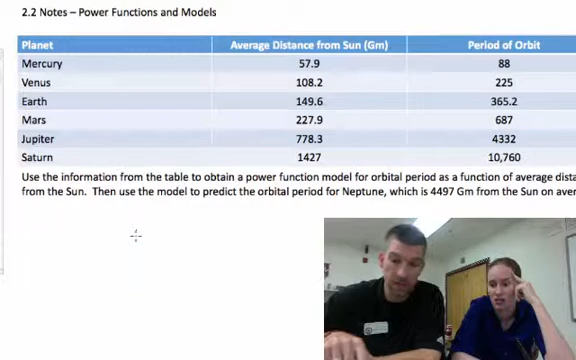 2.2 Notes – Power Functions and Models
Planet Average Distance from Sun (Gm) Period of Orbit
Mercury 57.9 88
Venus 108.2 225
Earth 149.6 365.2
Mars 227.9 687
Jupiter 778.3 4332
Saturn 1427 10,760
Use the information from the table to obtain a power function model for orbital period as a function of average
from the Sun. Then use the model to predict the orbital period for Neptune, which is 4497 Gm from the Sun on